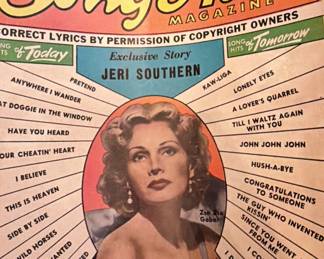 MAGAZINE
CORRECT LYRICS BY PERMISSION OF COPYRIGHT OWNERS
HITS of Today
Exclusive Story
JERI SOUTHERN
SONG HITS of Tomorrow
PRETEND
ANYWHERE I WANDER
DOGGIE IN THE WINDOW
HAVE YOU HEARD
YOUR CHEATIN' HEART
I BELIEVE
THIS IS HEAVEN
SIDE BY SIDE
WILD HORSES
KAW-LIGA
LONELY EYES
A LOVER'S QUARREL
TILL I WALTZ AGAIN
WITH YOU
JOHN JOHN JOHN
HUSH-A-BYE
CONGRATULATIONS
TO SOMEONE
THE GUY WHO INVENTED
KISSIN'
SINCE YOU WENT
FROM ME
Zsa Zsa
Gabor